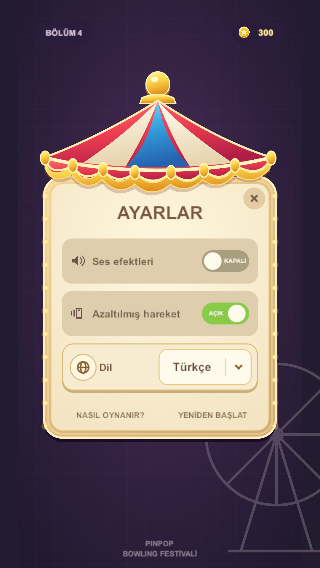 BÖLÜM 4
300
AYARLAR
Ses efektleri
KAPALI
Azaltılmış hareket
AÇIK
Dil
Türkçe
NASIL OYNANIR?
YENİDEN BAŞLAT
PINPOP
BOWLING FESTİVALİ